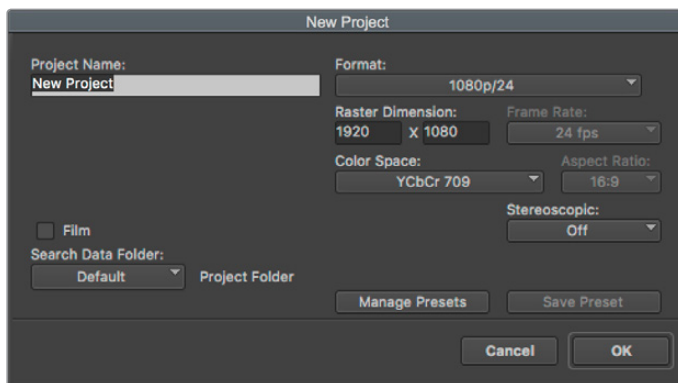 New Project
Project Name:
New Project
Format:
1080p/24
Raster Dimension:
1920 x 1080
Frame Rate:
24 fps
Color Space:
YCbCr 709
Aspect Ratio:
16:9
Stereoscopic:
Off
Film
Search Data Folder:
Default
Project Folder
Manage Presets
Save Preset
Cancel
OK